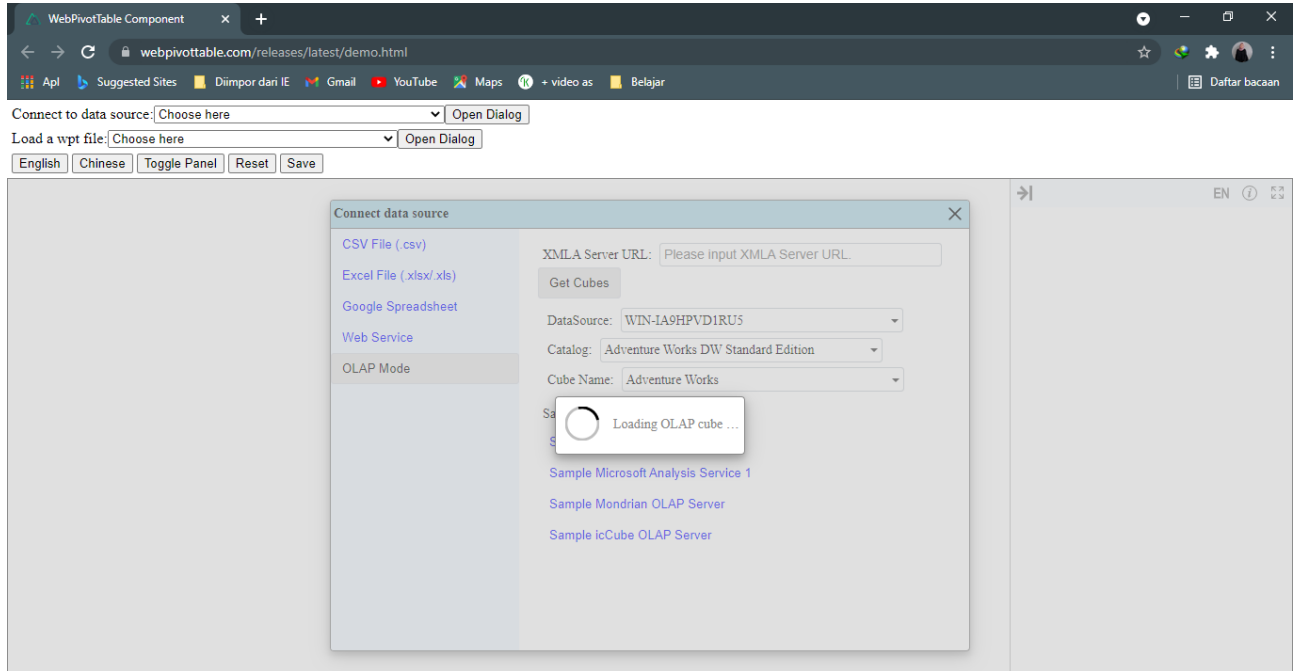 WebPivotTable Component
webpivottable.com/releases/latest/demo.html
Apl Suggested Sites Diimpor dari IE Gmail YouTube Maps + video as Belajar Daftar bacaan
Connect to data source: Choose here Open Dialog
Load a wpt file: Choose here Open Dialog
English Chinese Toggle Panel Reset Save
EN
Connect data source
CSV File (.csv)
Excel File (.xlsx/.xls)
Google Spreadsheet
Web Service
OLAP Mode
XMLA Server URL: Please input XMLA Server URL.
Get Cubes
DataSource: WIN-IA9HPVD1RU5
Catalog: Adventure Works DW Standard Edition
Cube Name: Adventure Works
Loading OLAP cube ...
Sample Microsoft Analysis Service 1
Sample Mondrian OLAP Server
Sample icCube OLAP Server